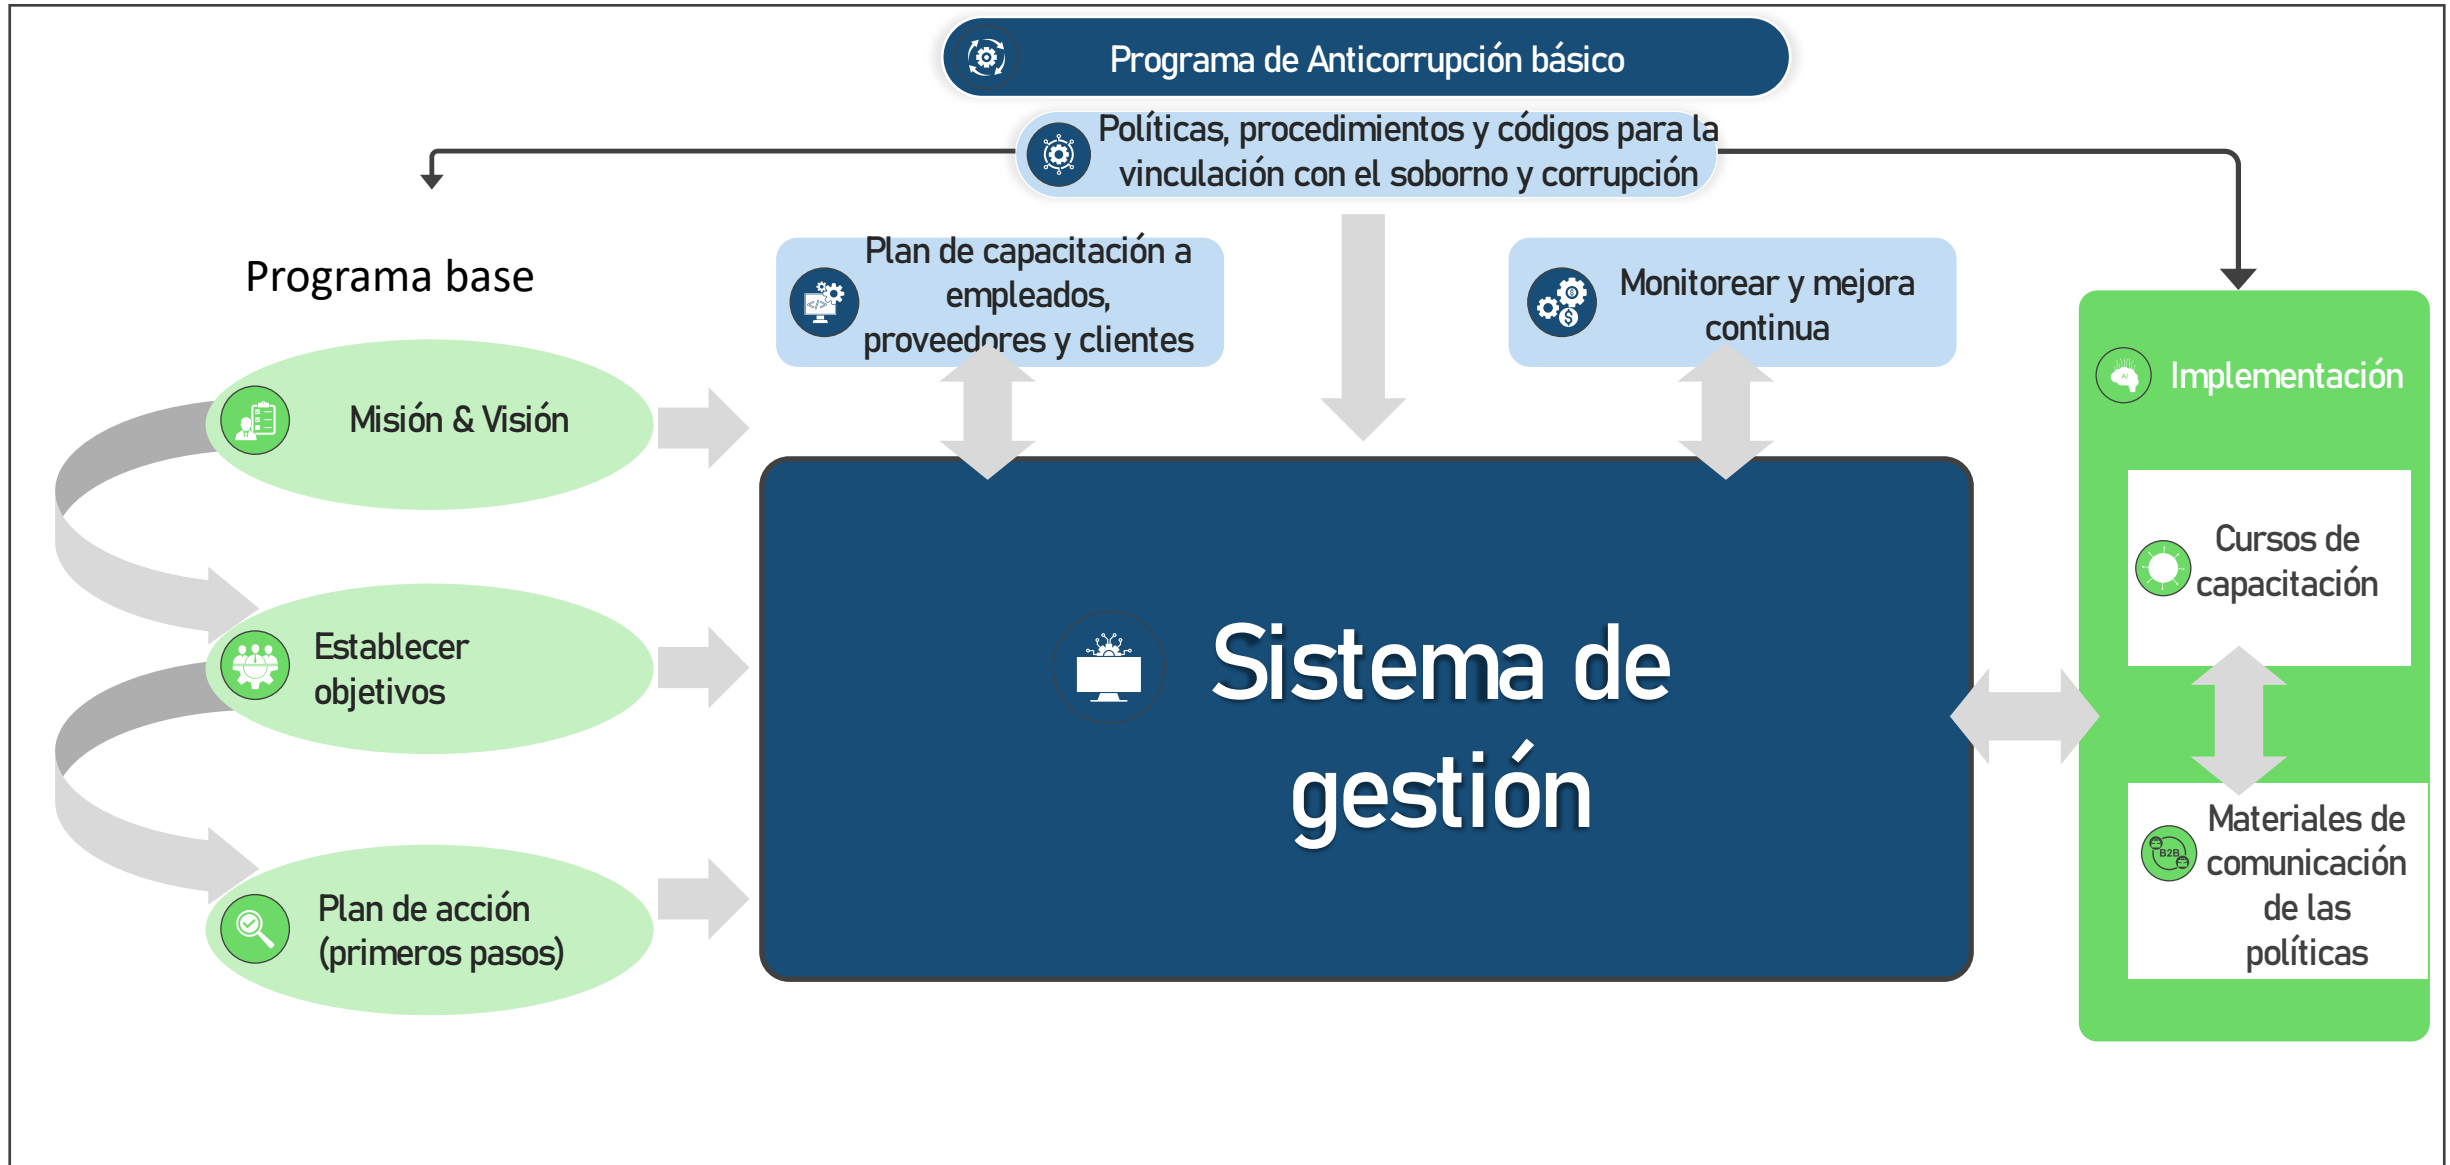 Programa de Anticorrupción básico
Políticas, procedimientos y códigos para la
vinculación con el soborno y corrupción
Programa base
Misión & Visión
Establecer
objetivos
Plan de acción
(primeros pasos)
Plan de capacitación a
empleados,
proveedores y clientes
Monitorear y mejora
continua
Sistema de
gestión
AI
Implementación
Cursos de
capacitación
B2B
Materiales de
comunicación
de las
políticas